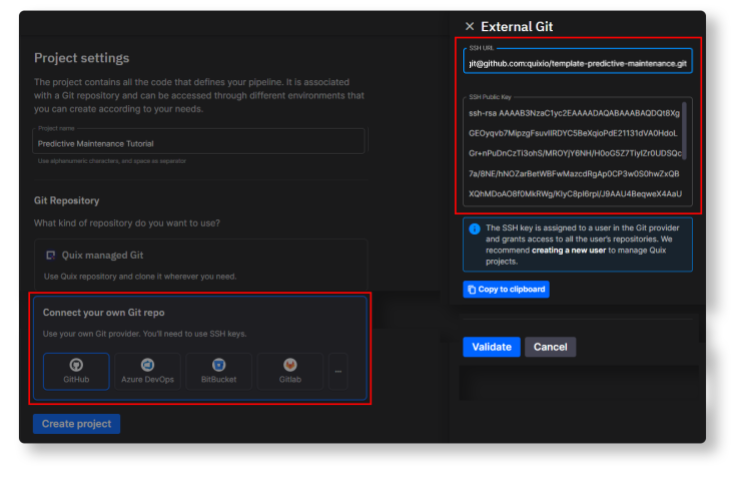 Project settings
The project contains all the code that defines your pipeline. It is associated
with a Git repository and can be accessed through different environments that
you can create according to your needs.
Project name
Predictive Maintenance Tutorial
Use alphanumeric characters, and space as separator
Git Repository
What kind of repository do you want to use?
Quix managed Git
Use Quix repository and clone it wherever you need.
Connect your own Git repo
Use your own Git provider. You'll need to use SSH keys.
GitHub
Azure DevOps
BitBucket
Gitlab
...
Create project
× External Git
SSH URL
jit@github.com:quixio/template-predictive-maintenance.git
SSH Public Key
ssh-rsa AAAAB3NzaC1yc2EAAAADAQABAAABAQDQt8Xg
GEOyqvb7MipzgFsuvIIRDYC5BeXqioPdE21131dVA0HdoL
Gr+nPuDnCzTi3ohS/MROYjY6NH/H0oG5Z7TIyIZr0UDSQc
7a/8NE/hNOZarBetWBFwMazcdRgAp0CP3w0S0hwZxQB
XQhMDoAO8f0MkRWg/KIyC8pI6rpI/J9AAU4BeqweX4AaU
The SSH key is assigned to a user in the Git provider
and grants access to all the user's repositories. We
recommend creating a new user to manage Quix
projects.
Copy to clipboard
Validate
Cancel